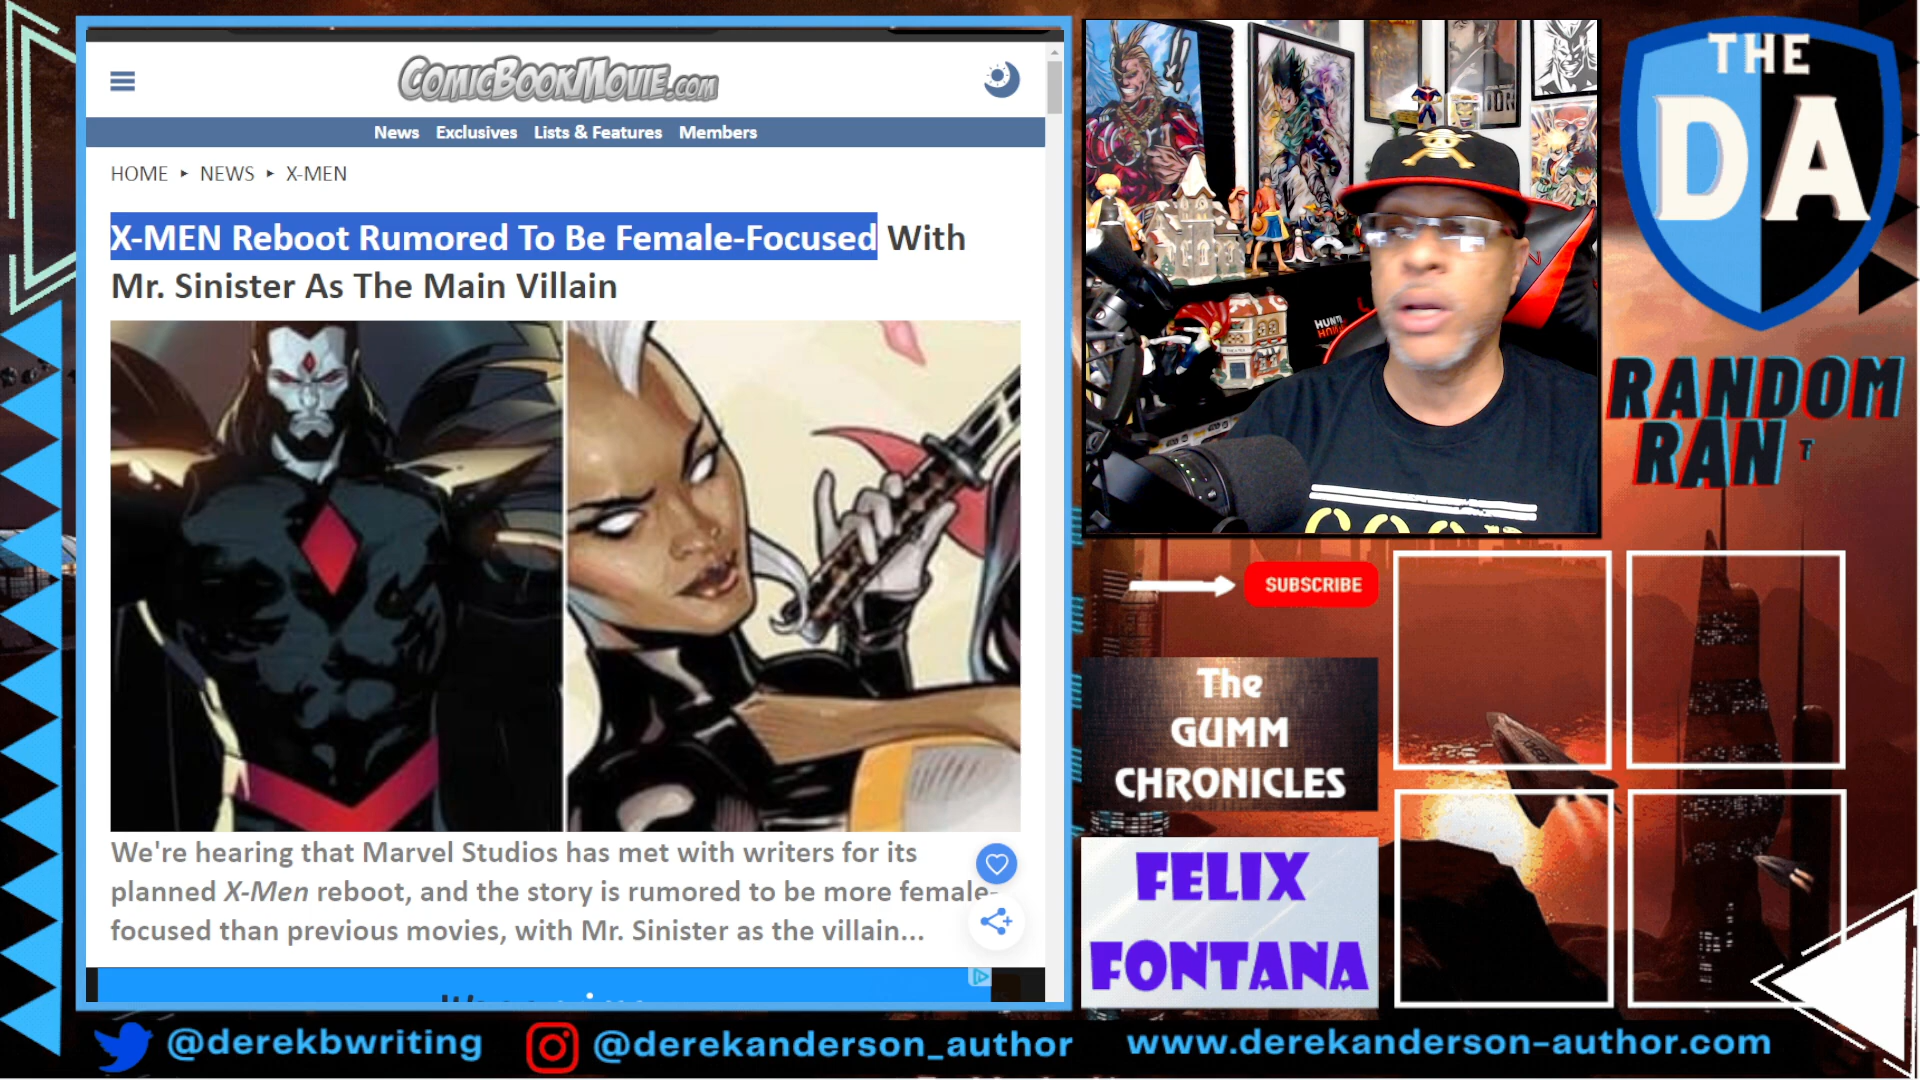 COMICBOOKMOVIE.COM
News Exclusives Lists & Features Members
HOME ▸ NEWS ▸ X-MEN
X-MEN Reboot Rumored To Be Female-Focused With
Mr. Sinister As The Main Villain
We're hearing that Marvel Studios has met with writers for its
planned X-Men reboot, and the story is rumored to be more female-
focused than previous movies, with Mr. Sinister as the villain...
THE
DA
RANDOM
RAN T
SUBSCRIBE
The
GUMM
CHRONICLES
FELIX
FONTANA
@derekbwriting @derekanderson_author www.derekanderson-author.com